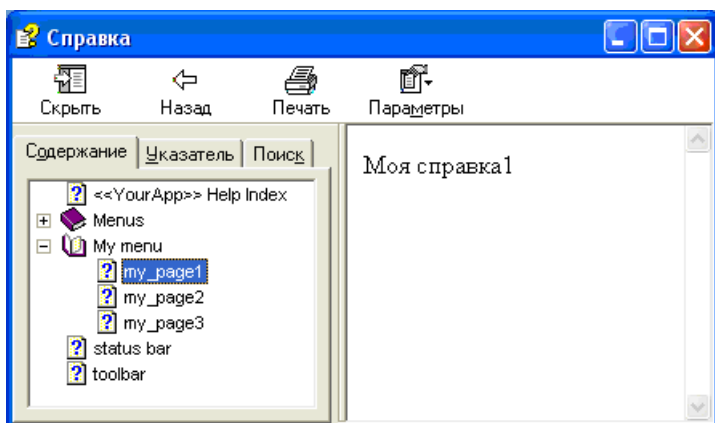 Справка
Скрыть Назад Печать Параметры
Содержание Указатель Поиск
<<YourApp>> Help Index
Menus
My menu
my_page1
my_page2
my_page3
status bar
toolbar
Моя справка1